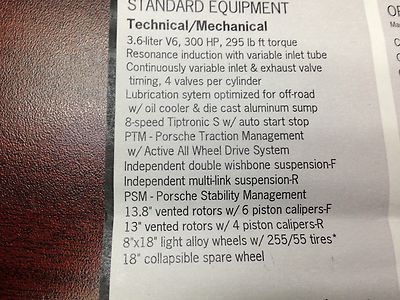 STANDARD EQUIPMENT
Technical/Mechanical
3.6-liter V6, 300 HP, 295 lb ft torque
Resonance induction with variable inlet tube
Continuously variable inlet & exhaust valve
timing, 4 valves per cylinder
Lubrication sytem optimized for off-road
w/ oil cooler & die cast aluminum sump
8-speed Tiptronic S w/ auto start stop
PTM - Porsche Traction Management
w/ Active All Wheel Drive System
Independent double wishbone suspension-F
Independent multi-link suspension-R
PSM - Porsche Stability Management
13.8" vented rotors w/ 6 piston calipers-F
13" vented rotors w/ 4 piston calipers-R
8"x18" light alloy wheels w/ 255/55 tires*
18" collapsible spare wheel